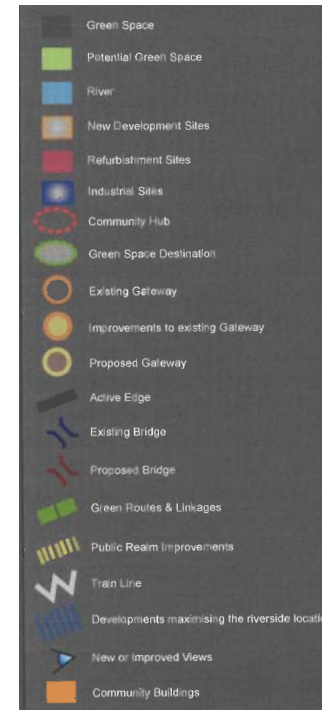 Green Space
Potential Green Space
River
New Development Sites
Refurbishment Sites
Industrial Sites
Community Hub
Green Space Destination
Existing Gateway
Improvements to existing Gateway
Proposed Gateway
Active Edge
Existing Bridge
Proposed Bridge
Green Routes & Linkages
Public Realm Improvements
Train Line
Developments maximising the riverside locati
New or Improved Views
Community Buildings